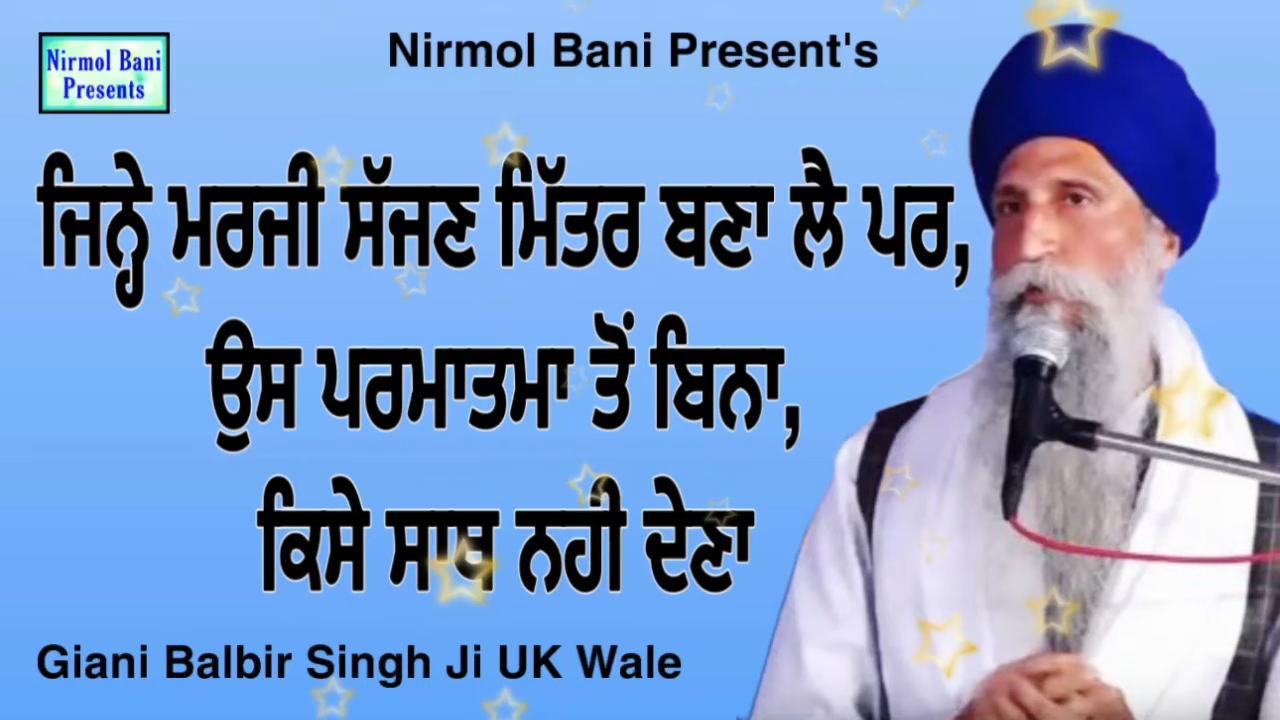 Nirmol Bani Present's
Nirmol Bani
Presents
ਜਿਨ੍ਹੇ ਮਰਜੀ ਸੱਜਣ ਮਿੱਤਰ ਬਣਾ ਲੈ ਪਰ,
ਉਸ ਪਰਮਾਤਮਾ ਤੋਂ ਬਿਨਾ,
ਕਿਸੇ ਸਾਥ ਨਹੀ ਦੇਣਾ
Giani Balbir Singh Ji UK Wale